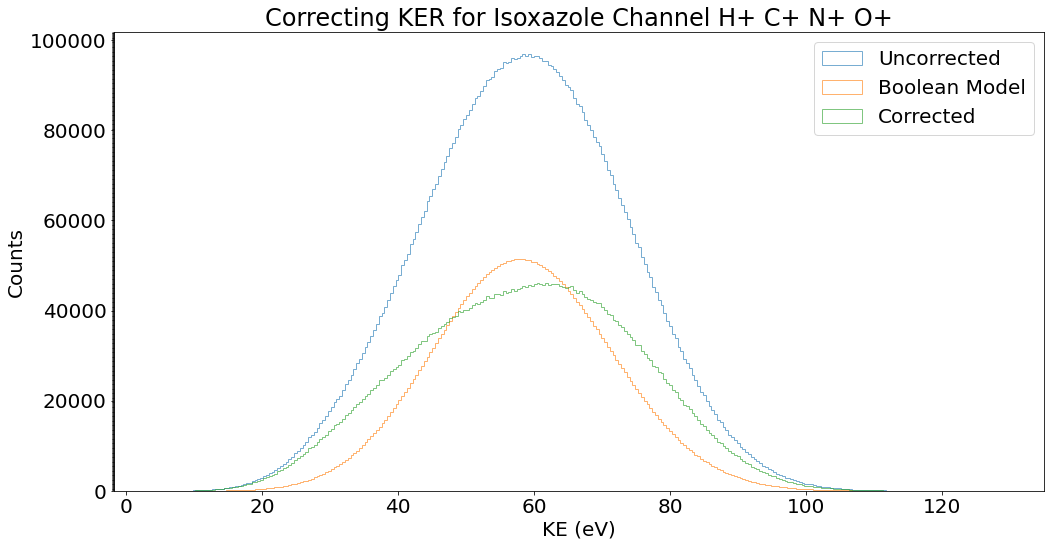 Correcting KER for Isoxazole Channel H+ C+ N+ O+
Uncorrected
Boolean Model
Corrected
100000
80000
60000
40000
20000
0
Counts
0 20 40 60 80 100 120
KE (eV)